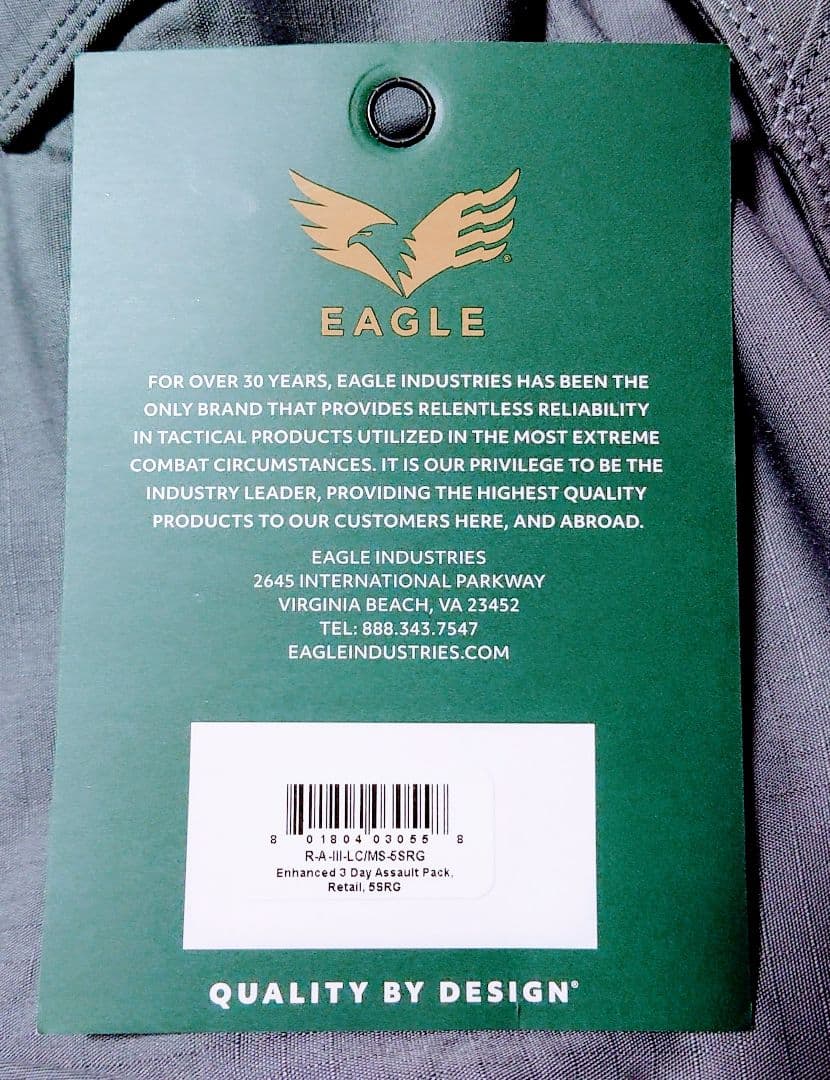 ®
EAGLE
FOR OVER 30 YEARS, EAGLE INDUSTRIES HAS BEEN THE
ONLY BRAND THAT PROVIDES RELENTLESS RELIABILITY
IN TACTICAL PRODUCTS UTILIZED IN THE MOST EXTREME
COMBAT CIRCUMSTANCES. IT IS OUR PRIVILEGE TO BE THE
INDUSTRY LEADER, PROVIDING THE HIGHEST QUALITY
PRODUCTS TO OUR CUSTOMERS HERE, AND ABROAD.
EAGLE INDUSTRIES
2645 INTERNATIONAL PARKWAY
VIRGINIA BEACH, VA 23452
TEL: 888.343.7547
EAGLEINDUSTRIES.COM
8 01804 03055 8
R-A-III-LC/MS-5SRG
Enhanced 3 Day Assault Pack,
Retail, 5SRG
QUALITY BY DESIGN®